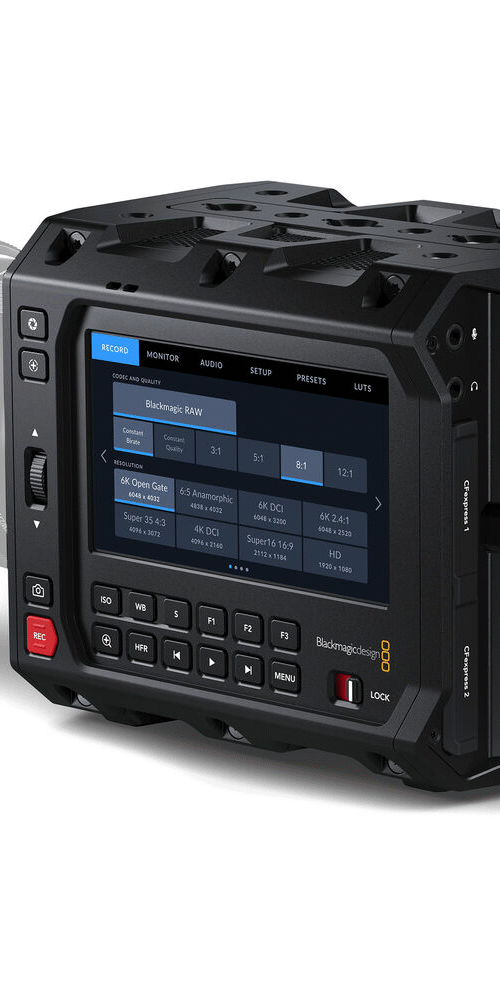 RECORD
MONITOR
AUDIO
SETUP
PRESETS
LUTS
CODEC AND QUALITY
Blackmagic RAW
Constant
Birate
Constant
Quality
3:1
5:1
8:1
12:1
RESOLUTION
6K Open Gate
6048 x 4032
6:5 Anamorphic
4838 x 4032
6K DCI
6048 x 3200
6K 2.4:1
6048 x 2520
Super 35 4:3
4096 x 3072
4K DCI
4096 x 2160
Super16 16:9
2112 x 1184
HD
1920 x 1080
ISO
WB
S
F1
F2
F3
REC
HFR
MENU
Blackmagicdesign
LOCK
CFexpress 1
CFexpress 2